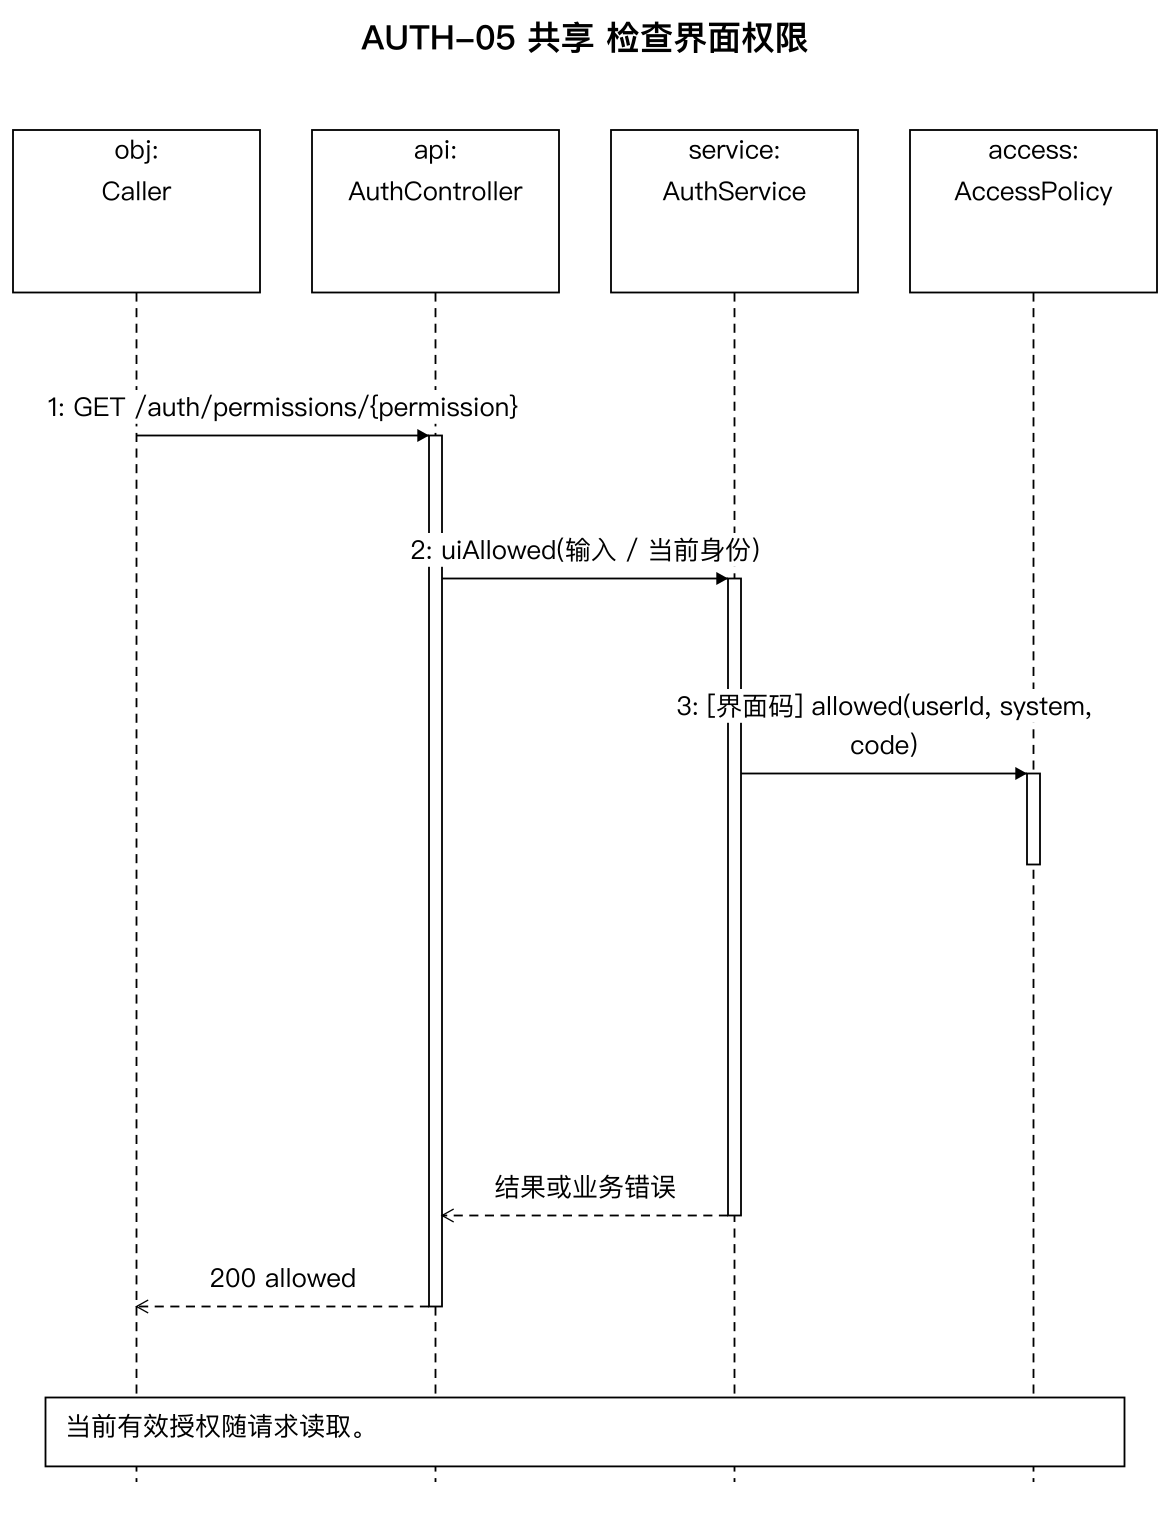 AUTH-05 共享 检查界面权限
obj:
Caller
api:
AuthController
service:
AuthService
access:
AccessPolicy
1: GET /auth/permissions/{permission}
2: uiAllowed(输入 / 当前身份)
3: [界面码] allowed(userId, system,
code)
结果或业务错误
200 allowed
当前有效授权随请求读取。